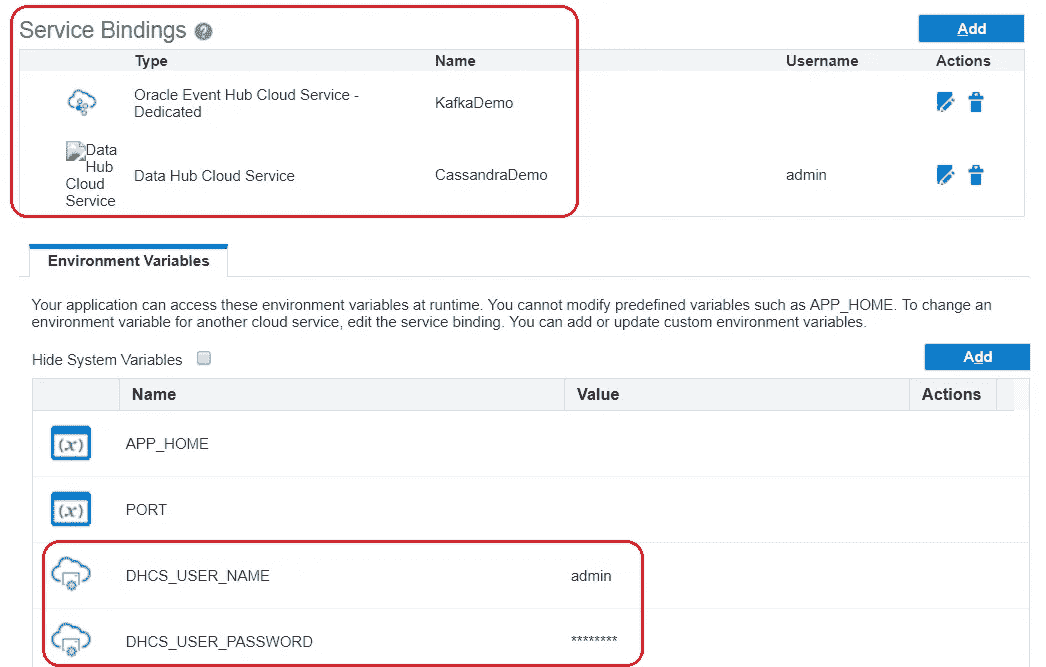 Service Bindings ?
Add
Type Name Username Actions
Oracle Event Hub Cloud Service -
Dedicated
KafkaDemo
Data
Hub
Cloud
Service
Data Hub Cloud Service CassandraDemo admin
Environment Variables
Your application can access these environment variables at runtime. You cannot modify predefined variables such as APP_HOME. To change an
environment variable for another cloud service, edit the service binding. You can add or update custom environment variables.
Hide System Variables
Add
Name Value Actions
(x) APP_HOME
(x) PORT
DHCS_USER_NAME admin
DHCS_USER_PASSWORD ********